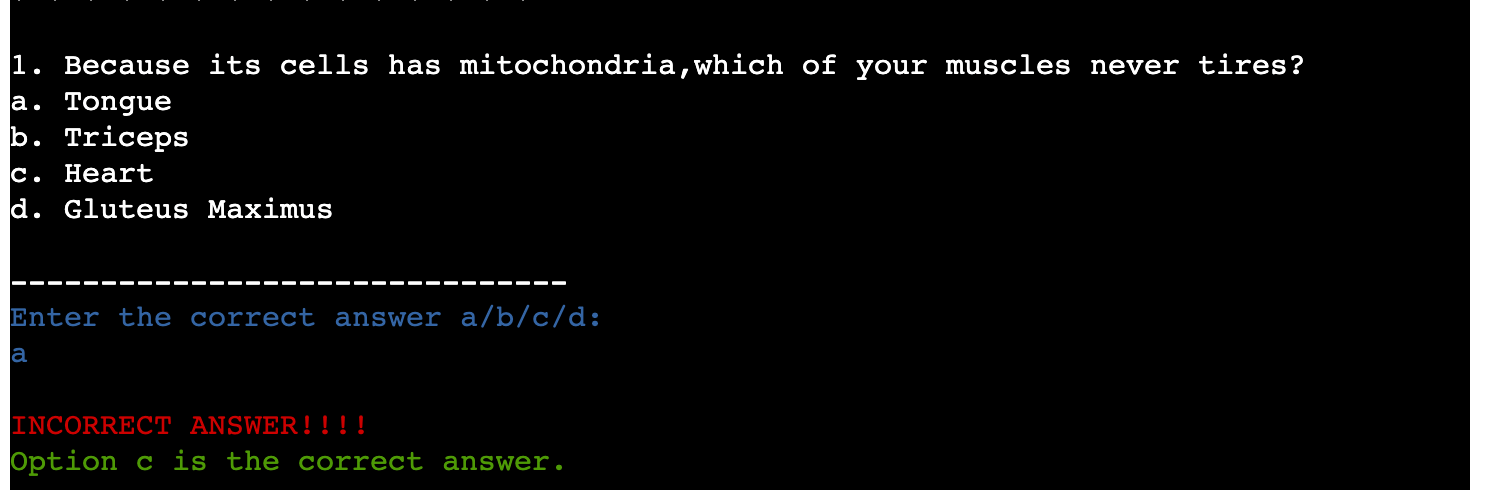 1. Because its cells has mitochondria,which of your muscles never tires?
a. Tongue
b. Triceps
c. Heart
d. Gluteus Maximus
-------------------------------
Enter the correct answer a/b/c/d:
a
INCORRECT ANSWER!!!!
Option c is the correct answer.